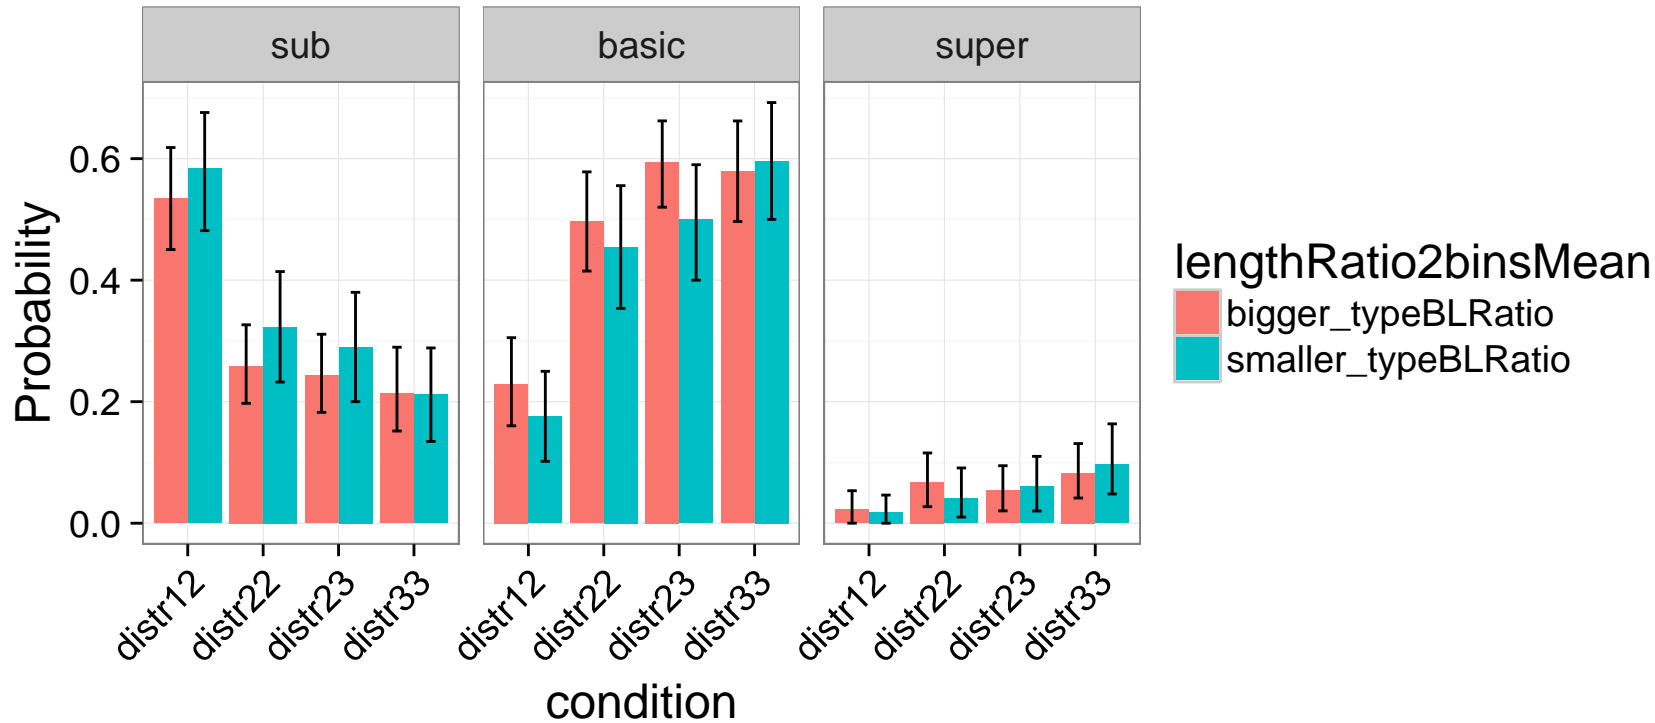 sub basic super
Probability
0.6
0.4
0.2
0.0
distr12 distr22 distr23 distr33 distr12 distr22 distr23 distr33 distr12 distr22 distr23 distr33
condition
lengthRatio2binsMean
bigger_typeBLRatio
smaller_typeBLRatio